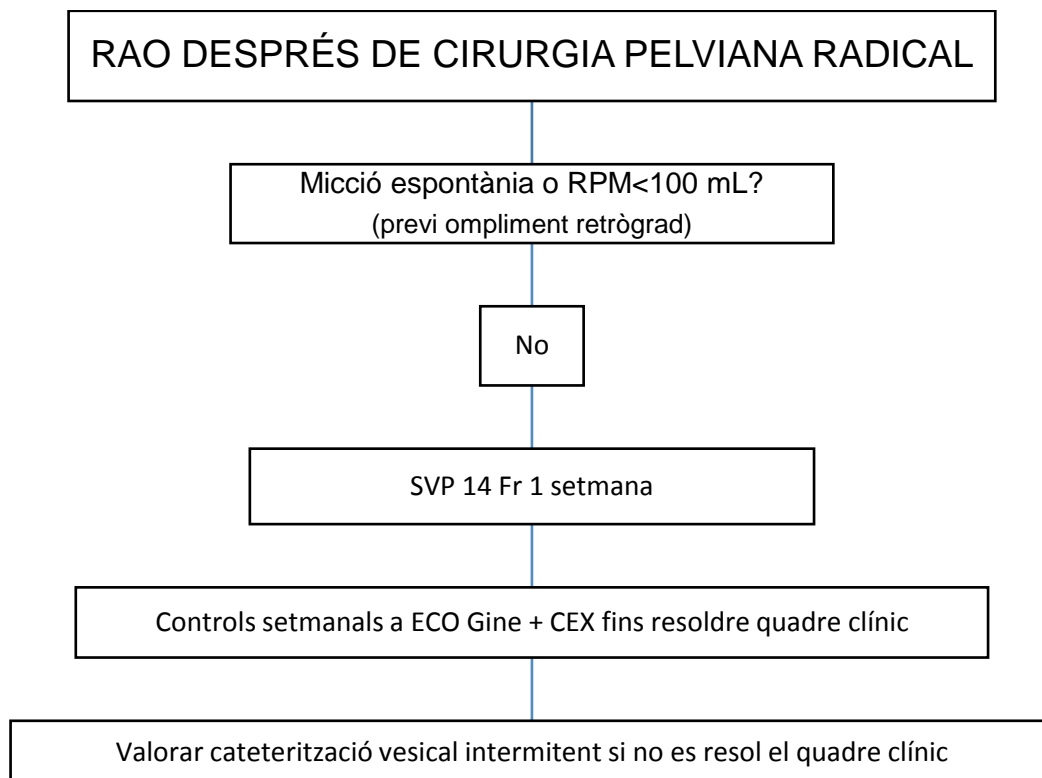 RAO DESPRÉS DE CIRURGIA PELVIANA RADICAL
Micció espontània o RPM<100 mL?
(previ ompliment retrògrad)
No
SVP 14 Fr 1 setmana
Controls setmanals a ECO Gine + CEX fins resoldre quadre clínic
Valorar cateterització vesical intermitent si no es resol el quadre clínic